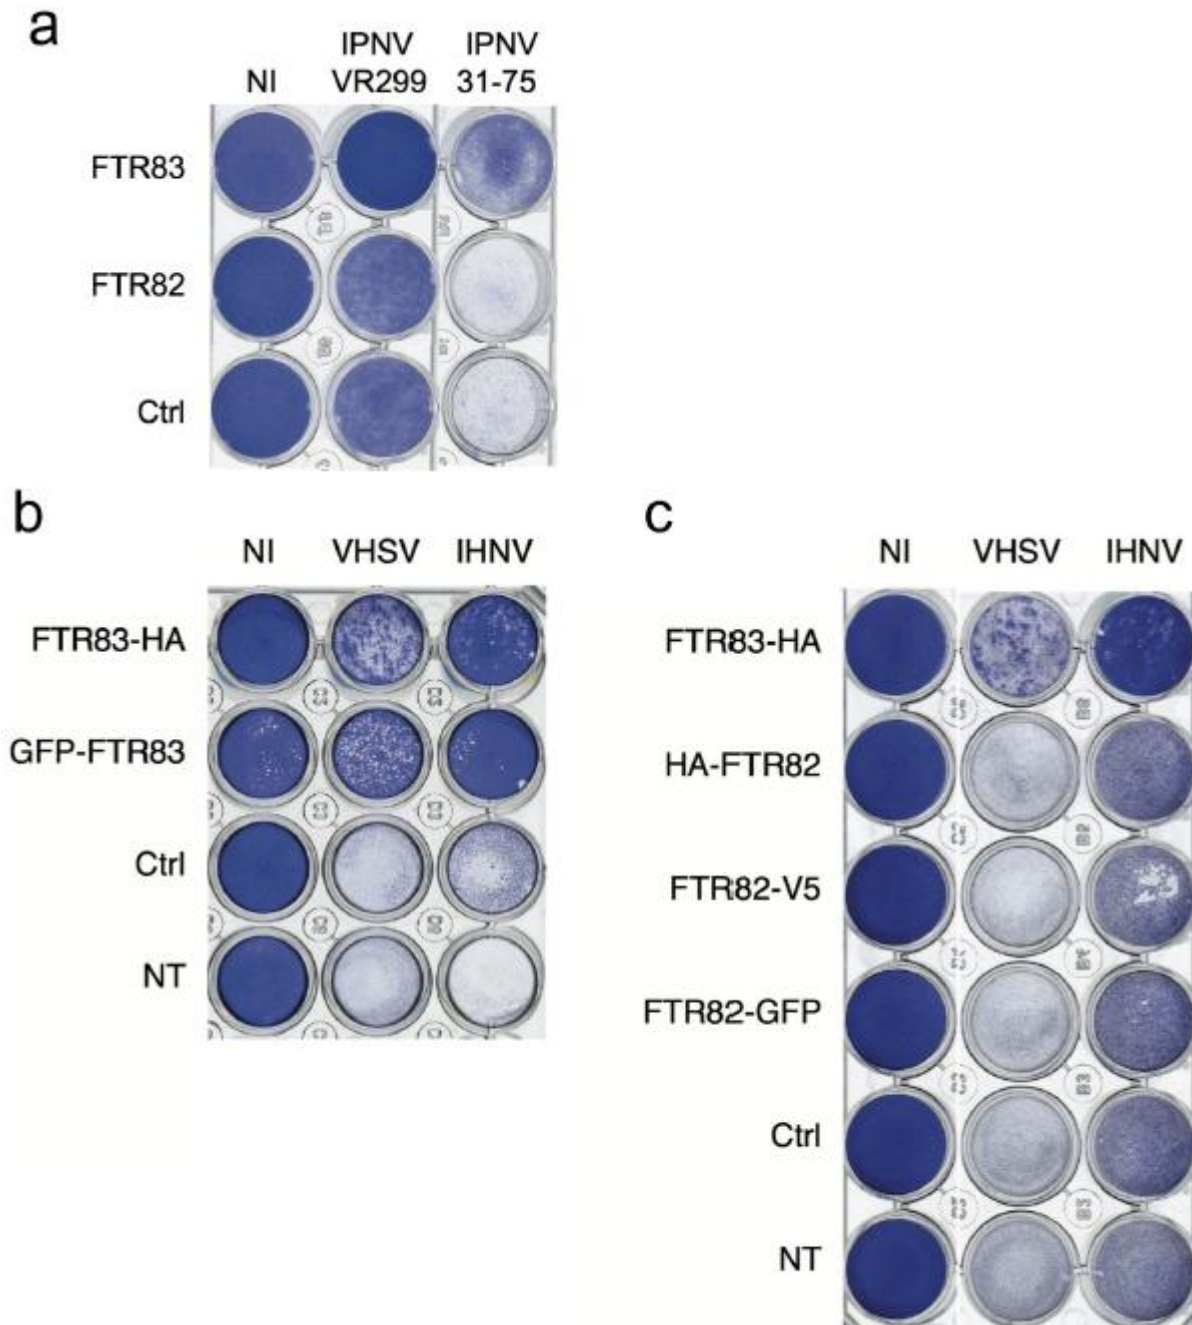 a
IPNV IPNV
NI VR299 31-75
FTR83
FTR82
Ctrl
b
NI VHSV IHNV
FTR83-HA
GFP-FTR83
Ctrl
NT
c
NI VHSV IHNV
FTR83-HA
HA-FTR82
FTR82-V5
FTR82-GFP
Ctrl
NT